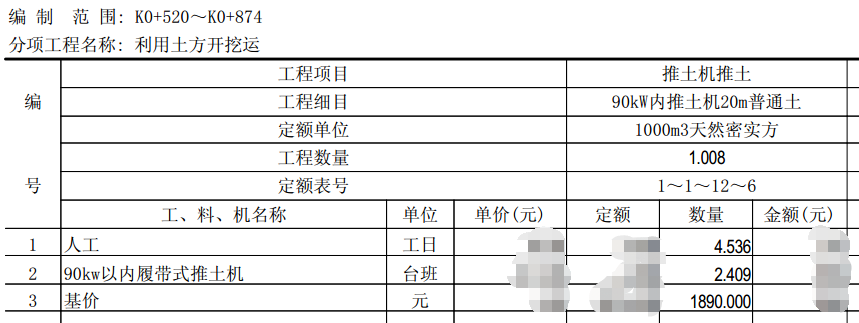 编 制 范 围: K0+520～K0+874
分项工程名称: 利用土方开挖运
编号 工程项目 推土机推土
工程细目 90kW内推土机20m普通土
定额单位 1000m3天然密实方
工程数量 1.008
定额表号 1～1～12～6
工、料、机名称 单位 单价(元) 定额 数量 金额(元)
1 人工 工日 4.536
2 90kw以内履带式推土机 台班 2.409
3 基价 元 1890.000